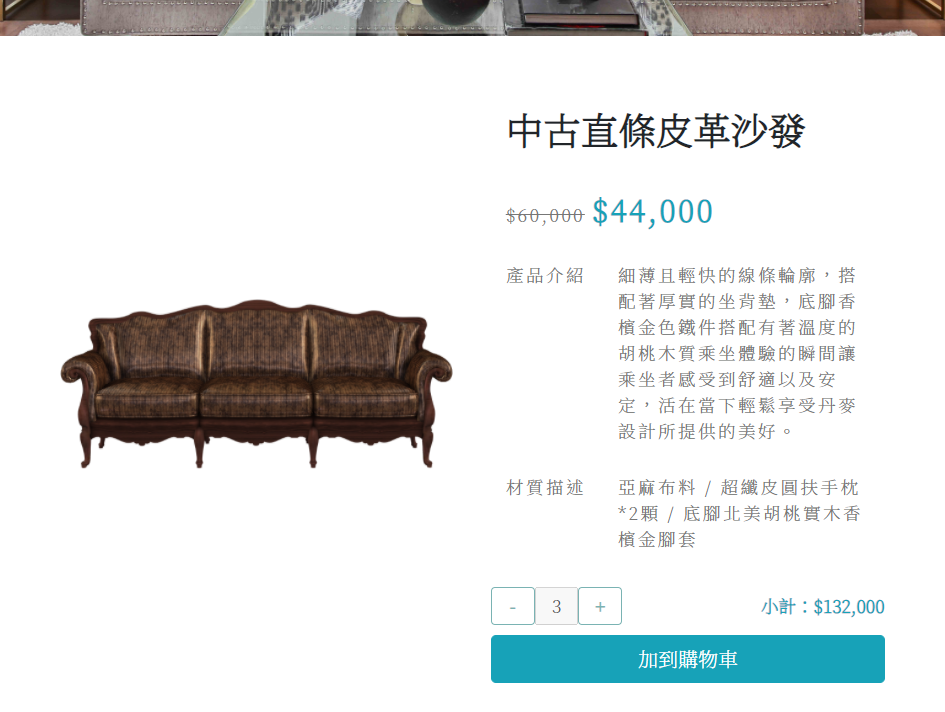 中古直條皮革沙發
$60,000 $44,000
產品介紹
細薄且輕快的線條輪廓，搭
配著厚實的坐背墊，底腳香
檳金色鐵件搭配有著溫度的
胡桃木質乘坐體驗的瞬間讓
乘坐者感受到舒適以及安
定，活在當下輕鬆享受丹麥
設計所提供的美好。
材質描述
亞麻布料 / 超纖皮圓扶手枕
*2顆 / 底腳北美胡桃實木香
檳金腳套
- 3 +
小計：$132,000
加到購物車